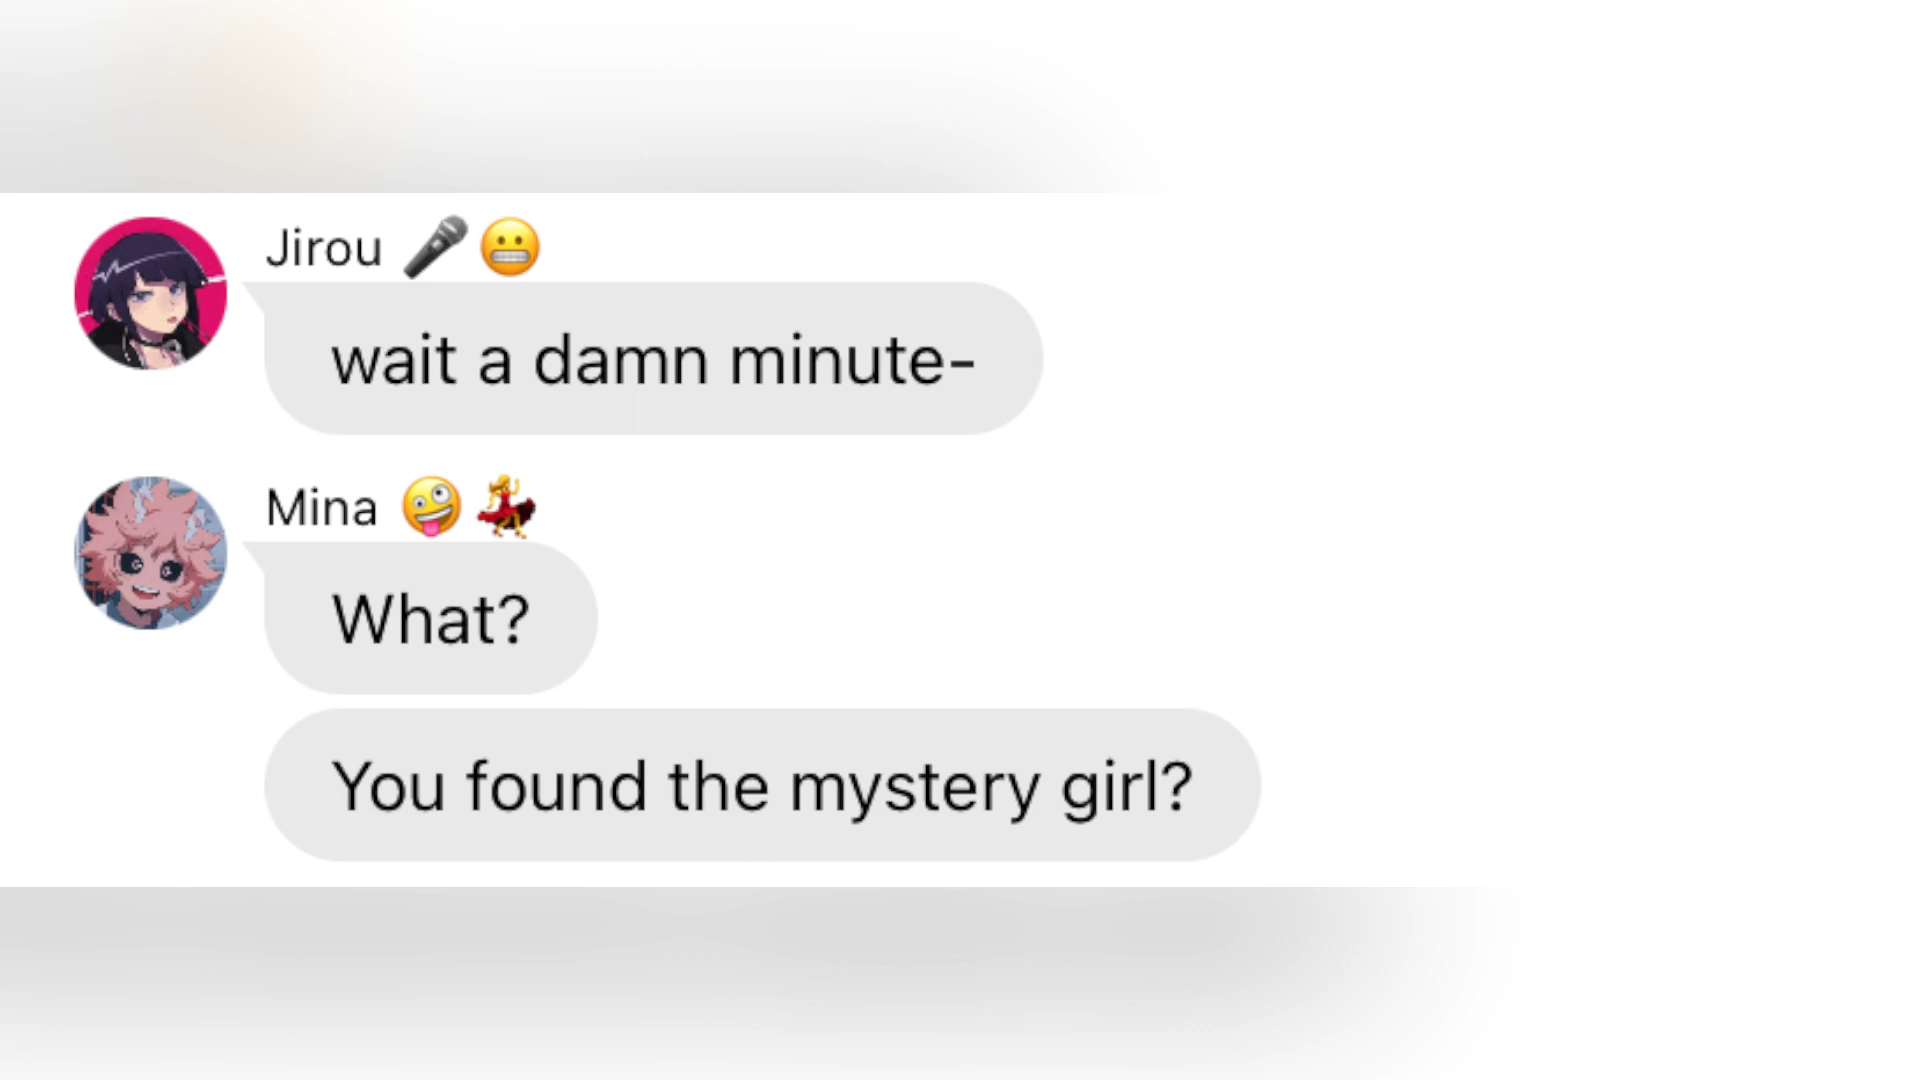 Jirou 🎤😬
wait a damn minute-
Mina 🤪💃
What?
You found the mystery girl?